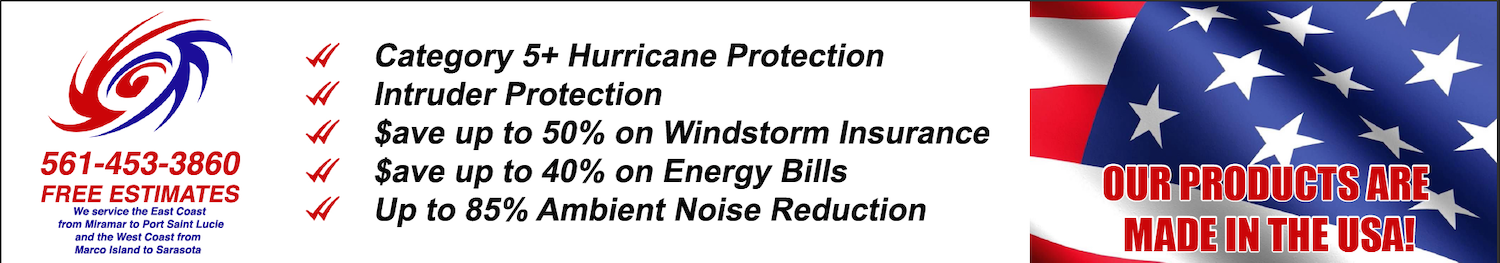 561-453-3860
FREE ESTIMATES
We service the East Coast
from Miramar to Port Saint Lucie
and the West Coast from
Marco Island to Sarasota
Category 5+ Hurricane Protection
Intruder Protection
$ave up to 50% on Windstorm Insurance
$ave up to 40% on Energy Bills
Up to 85% Ambient Noise Reduction
OUR PRODUCTS ARE
MADE IN THE USA!